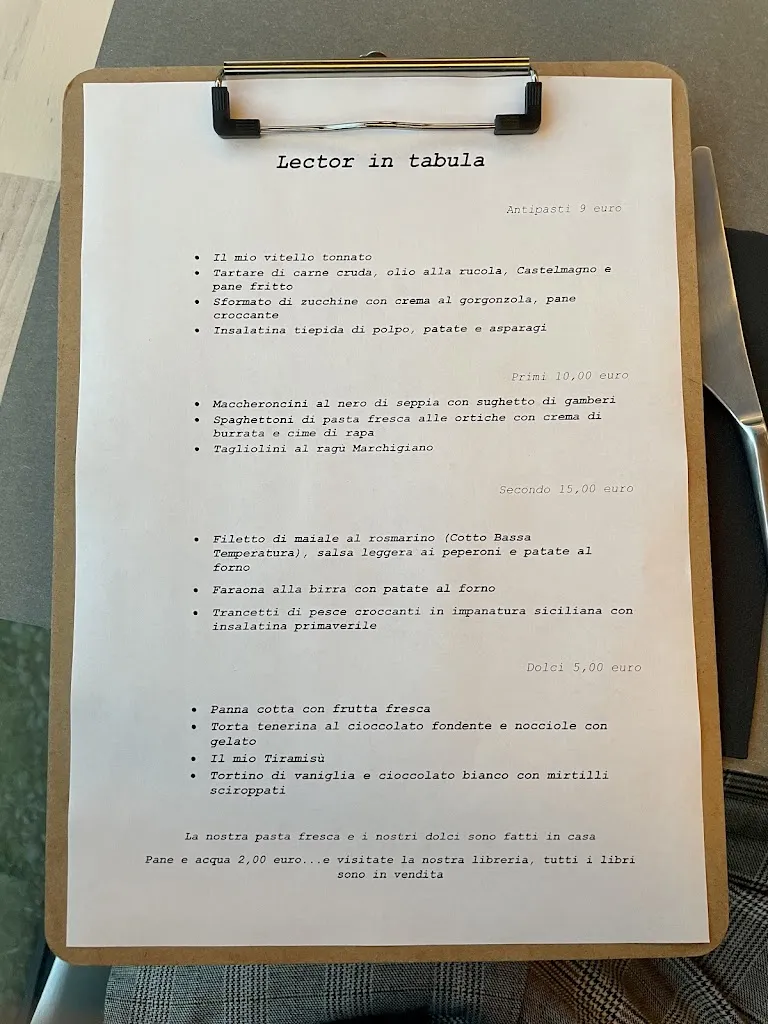 Lector in tabula
Antipasti 9 euro
• Il mio vitello tonnato
• Tartare di carne cruda, olio alla rucola, Castelmagno e
pane fritto
• Sformato di zucchine con crema al gorgonzola, pane
croccante
• Insalatina tiepida di polpo, patate e asparagi
Primi 10,00 euro
• Maccheroncini al nero di seppia con sughetto di gamberi
• Spaghettoni di pasta fresca alle ortiche con crema di
burrata e cime di rapa
• Tagliolini al ragù Marchigiano
Secondo 15,00 euro
• Filetto di maiale al rosmarino (Cotto Bassa
Temperatura), salsa leggera ai peperoni e patate al
forno
• Faraona alla birra con patate al forno
• Trancetti di pesce croccanti in impanatura siciliana con
insalatina primaverile
Dolci 5,00 euro
• Panna cotta con frutta fresca
• Torta tenerina al cioccolato fondente e nocciole con
gelato
• Il mio Tiramisù
• Tortino di vaniglia e cioccolato bianco con mirtilli
sciroppati
La nostra pasta fresca e i nostri dolci sono fatti in casa
Pane e acqua 2,00 euro...e visitate la nostra libreria, tutti i libri
sono in vendita